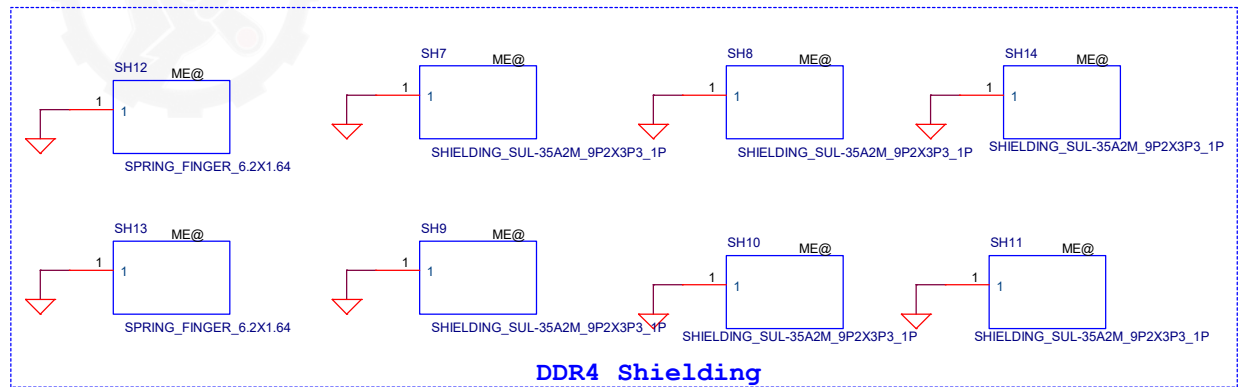 SH12 ME@
1 1
SPRING_FINGER_6.2X1.64
SH7 ME@
1 1
SHIELDING_SUL-35A2M_9P2X3P3_1P
SH8 ME@
1 1
SHIELDING_SUL-35A2M_9P2X3P3_1P
SH14 ME@
1 1
SHIELDING_SUL-35A2M_9P2X3P3_1P
SH13 ME@
1 1
SPRING_FINGER_6.2X1.64
SH9 ME@
1 1
SHIELDING_SUL-35A2M_9P2X3P3_1P
SH10 ME@
1 1
SHIELDING_SUL-35A2M_9P2X3P3_1P
SH11 ME@
1 1
SHIELDING_SUL-35A2M_9P2X3P3_1P
DDR4 Shielding